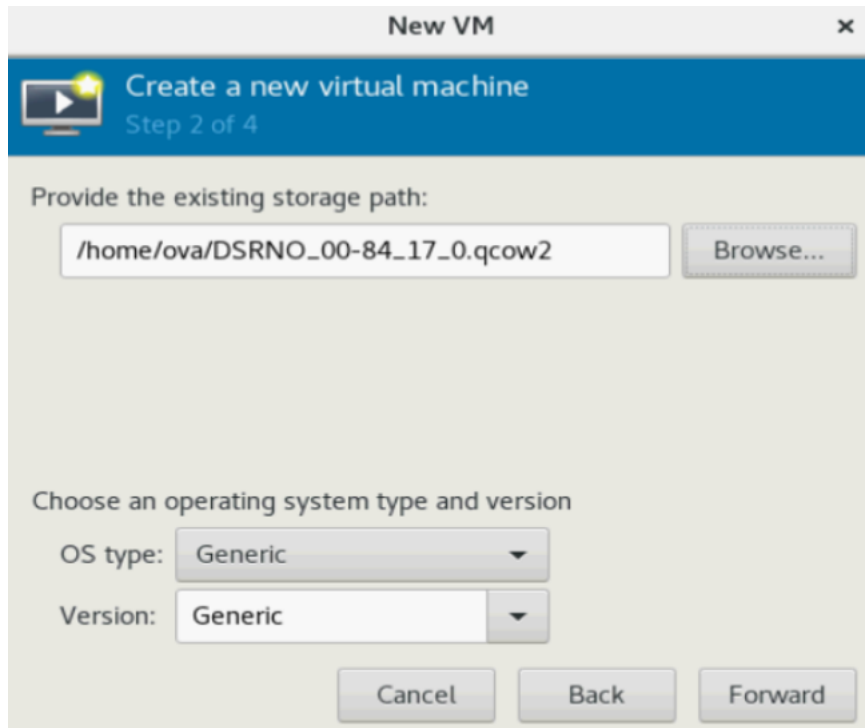 New VM ×
Create a new virtual machine
Step 2 of 4
Provide the existing storage path:
/home/ova/DSRNO_00-84_17_0.qcow2 Browse...
Choose an operating system type and version
OS type: Generic
Version: Generic
Cancel Back Forward